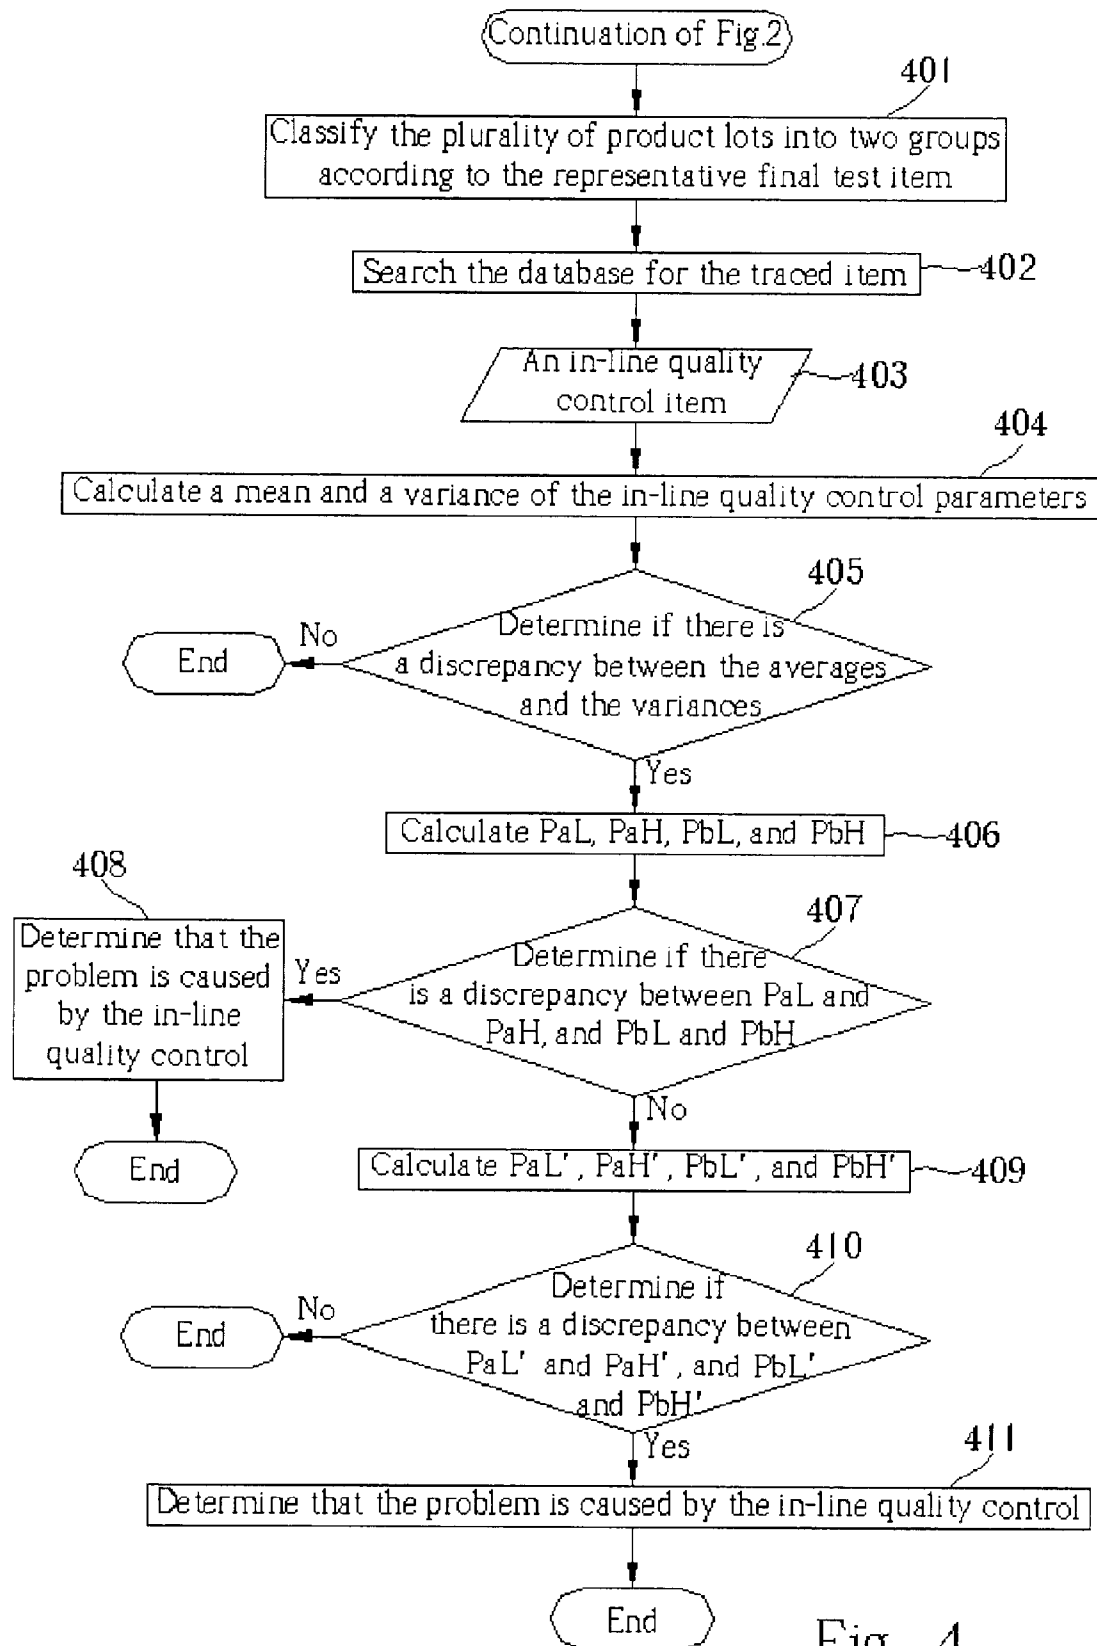 Continuation of Fig.2
401
Classify the plurality of product lots into two groups
according to the representative final test item
Search the database for the traced item
402
An in-line quality
control item
403
404
Calculate a mean and a variance of the in-line quality control parameters
405
Determine if there is
a discrepancy between the averages
and the variances
No
End
Yes
Calculate PaL, PaH, PbL, and PbH
406
408
407
Determine that the
problem is caused
by the in-line
quality control
Yes
Determine if there
is a discrepancy between PaL and
PaH, and PbL and PbH
No
End
Calculate PaL', PaH', PbL', and PbH'
409
410
Determine if
there is a discrepancy between
PaL' and PaH', and PbL'
and PbH'
No
End
Yes
411
Determine that the problem is caused by the in-line quality control
End
Fig. 4